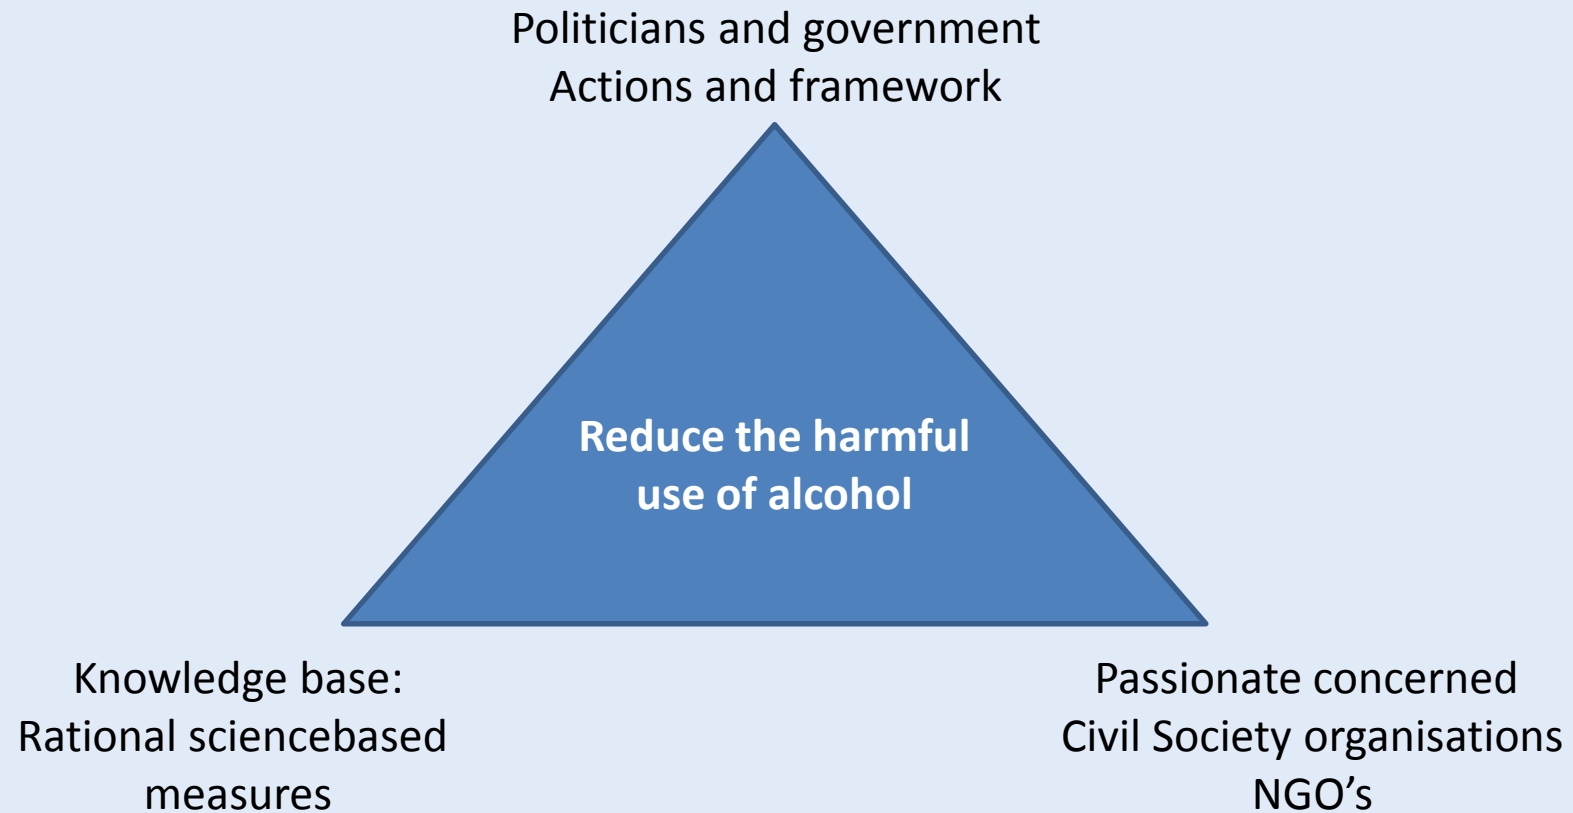 Politicians and government
Actions and framework
Reduce the harmful
use of alcohol
Knowledge base:
Rational sciencebased
measures
Passionate concerned
Civil Society organisations
NGO’s